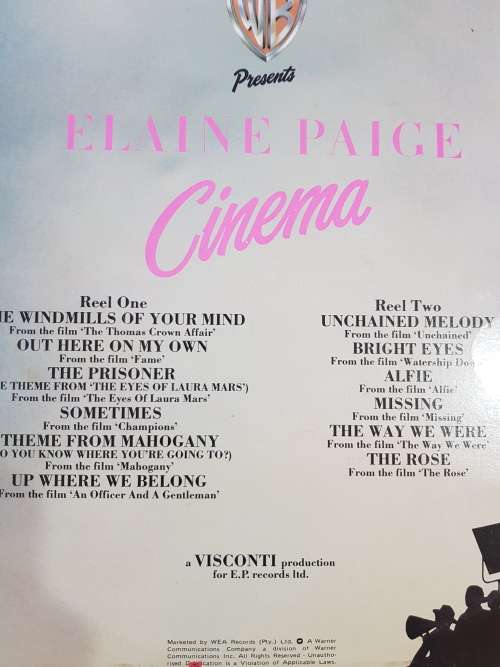 WB
Presents
ELAINE PAIGE
Cinema
Reel One
E WINDMILLS OF YOUR MIND
From the film 'The Thomas Crown Affair'
OUT HERE ON MY OWN
From the film 'Fame'
THE PRISONER
E THEME FROM 'THE EYES OF LAURA MARS')
From the film 'The Eyes Of Laura Mars'
SOMETIMES
From the film 'Champions'
THEME FROM MAHOGANY
O YOU KNOW WHERE YOU'RE GOING TO?)
From the film 'Mahogany'
UP WHERE WE BELONG
From the film 'An Officer And A Gentleman'
Reel Two
UNCHAINED MELODY
From the film 'Unchained'
BRIGHT EYES
From the film 'Watership Do
ALFIE
From the film 'Alfie'
MISSING
From the film 'Missing'
THE WAY WE WERE
From the film 'The Way We Were'
THE ROSE
From the film 'The Rose'
a VISCONTI production
for E.P. records ltd.
Marketed by WEA Records (Pty.) Ltd. A Warner
Communications Company a division of Warner
Communications Inc. All Rights Reserved - Unautho-
rised is a Violation of Applicable Laws.